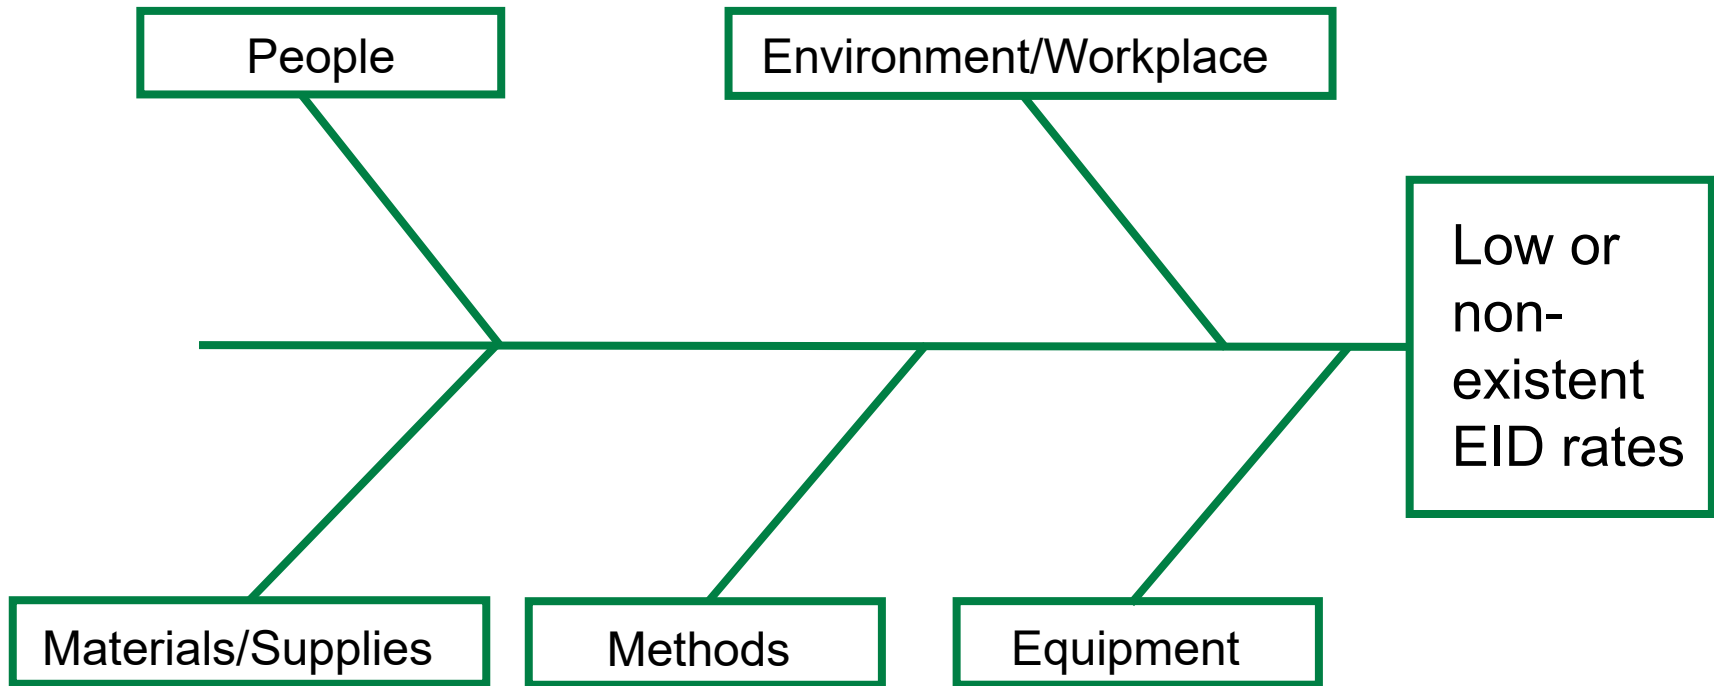 People
Environment/Workplace
Low or
non-
existent
EID rates
Materials/Supplies
Methods
Equipment